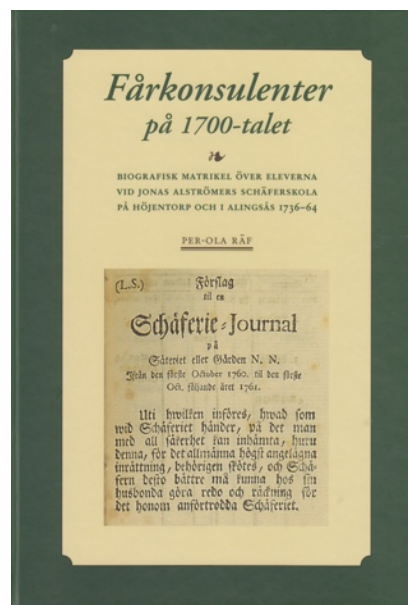 Fårkonsulenter
på 1700-talet
BIOGRAFISK MATRIKEL ÖVER ELEVERNA
VID JONAS ALSTRÖMERS SCHÄFERSKOLA
PÅ HÖJENTORP OCH I ALINGSÅS 1736–64
PER-OLA RÄF
(L.S.) Förslag
til en
Schäferie-Journal
på
Säteriet eller Gården N. N.
Ifrån den förste October 1760. til den förste
Oct. följande året 1761.
Uti hwilken införes, hwad som
wid Schäferiet händer, på det man
med all säkerhet kan inhämta, huru
denna, för det allmänna högst angelägna
inrättning, behörigen skötes, och Schä-
fern desto bättre må kunna hos sin
husbonda göra redo och räckning för
det honom anförtrodda Schäferiet.